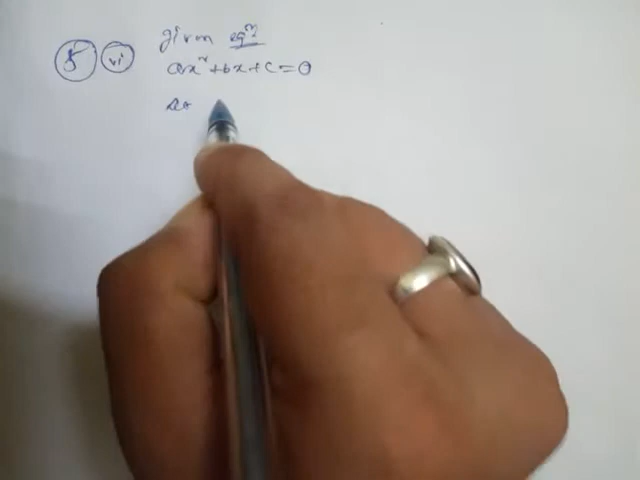 5 vi given eqn
ax² + bx + c = 0